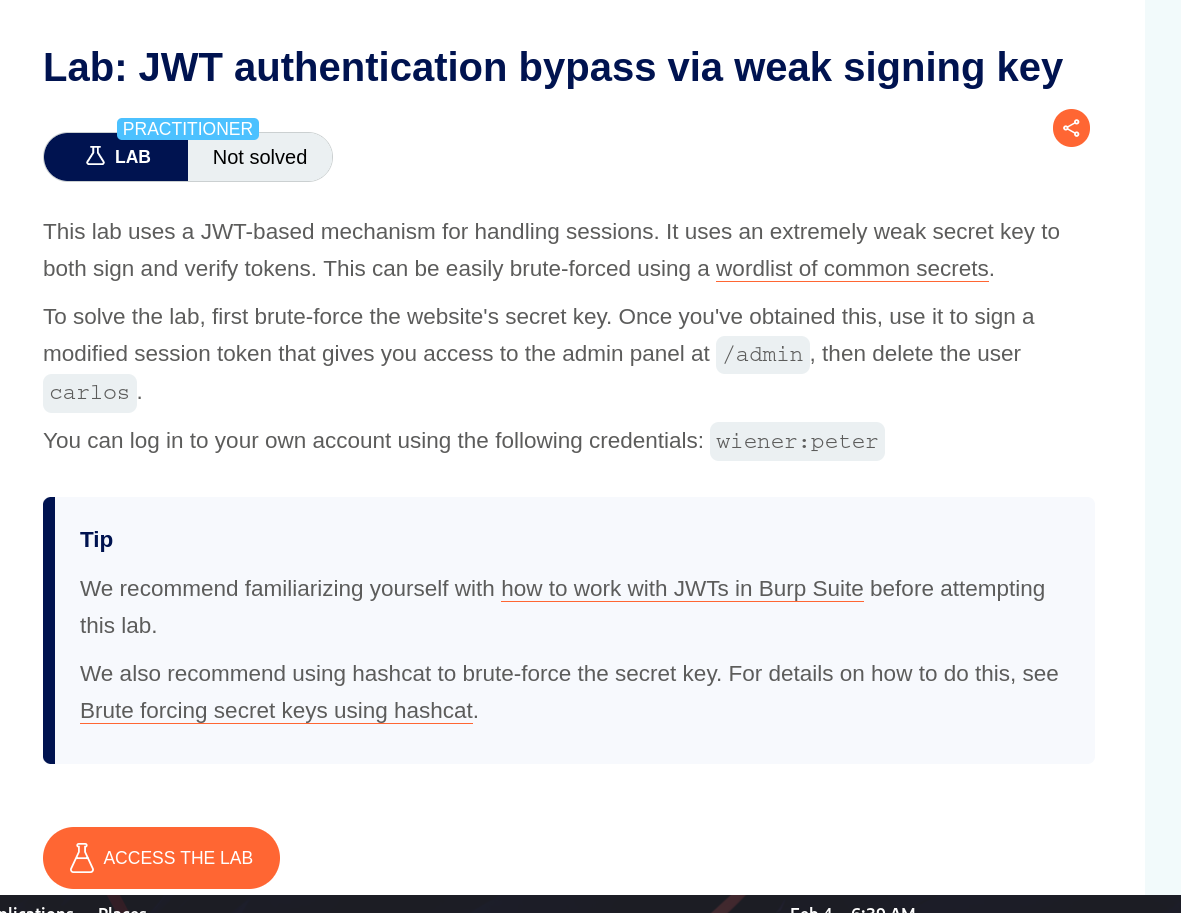 Lab: JWT authentication bypass via weak signing key
PRACTITIONER
LAB
Not solved
This lab uses a JWT-based mechanism for handling sessions. It uses an extremely weak secret key to
both sign and verify tokens. This can be easily brute-forced using a wordlist of common secrets.
To solve the lab, first brute-force the website's secret key. Once you've obtained this, use it to sign a
modified session token that gives you access to the admin panel at /admin, then delete the user
carlos.
You can log in to your own account using the following credentials: wiener:peter
Tip
We recommend familiarizing yourself with how to work with JWTs in Burp Suite before attempting
this lab.
We also recommend using hashcat to brute-force the secret key. For details on how to do this, see
Brute forcing secret keys using hashcat.
ACCESS THE LAB
plications Places Feb 4 6:39 AM